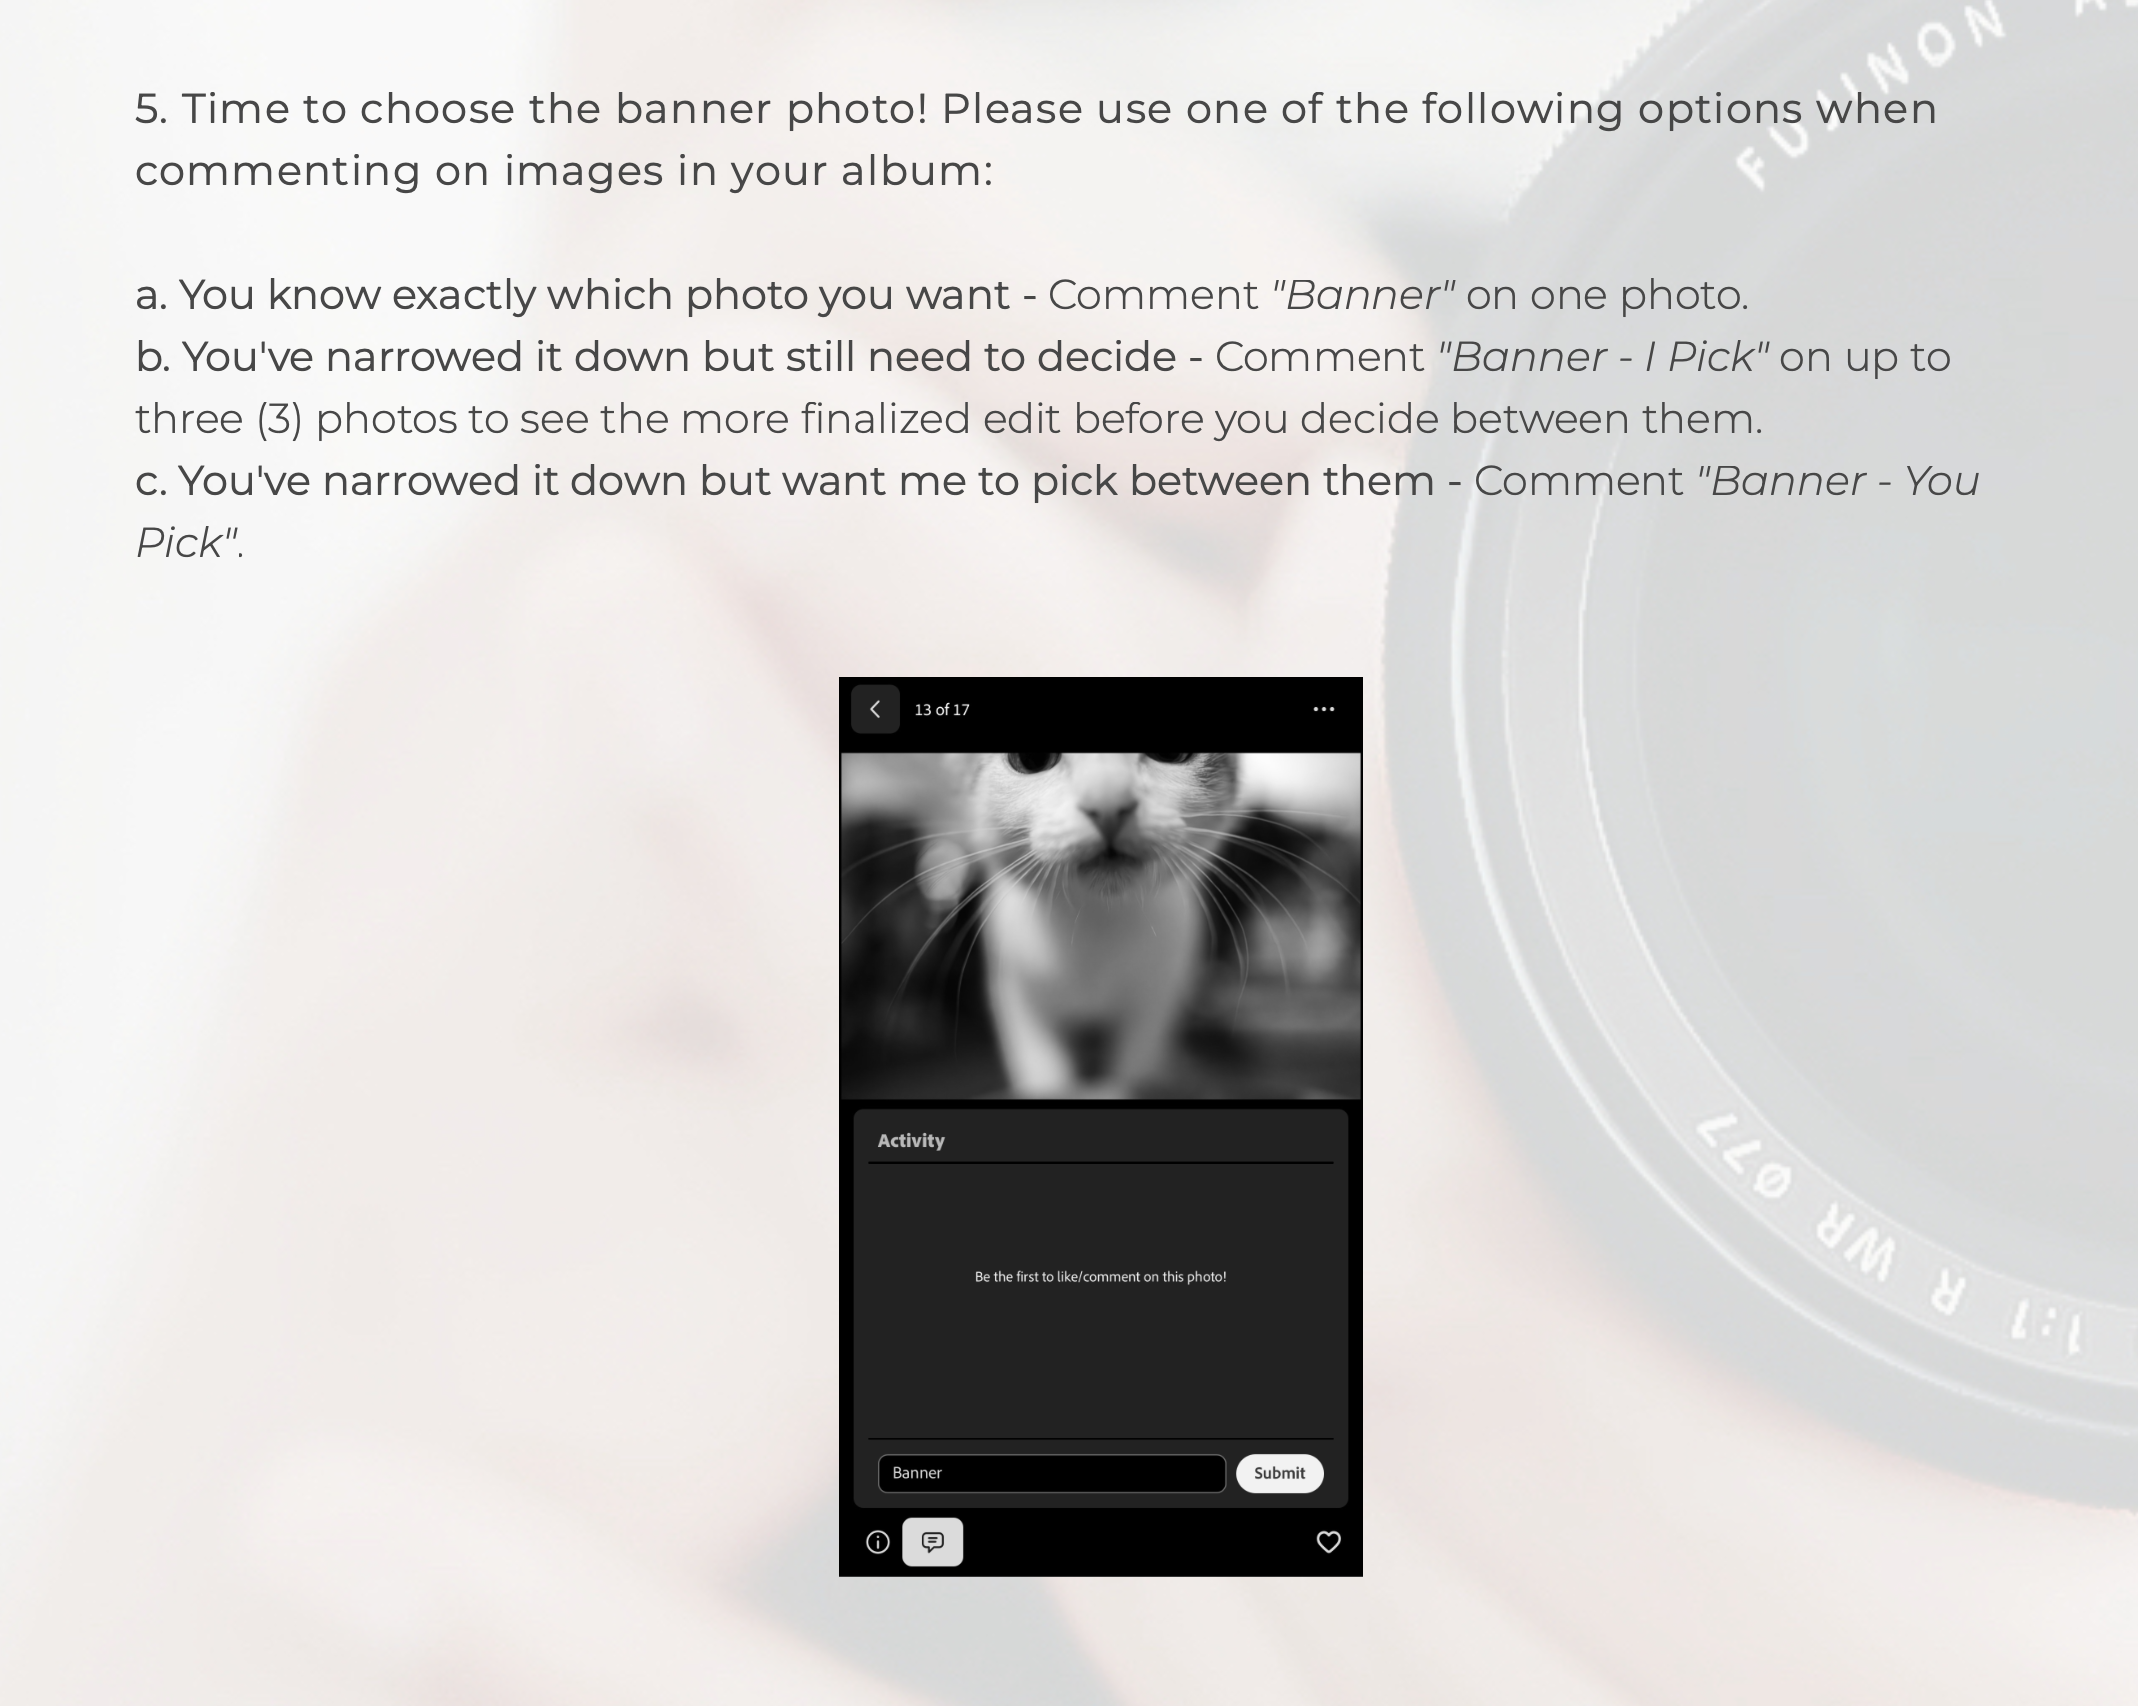 5. Time to choose the banner photo! Please use one of the following options when
commenting on images in your album:
a. You know exactly which photo you want - Comment "Banner" on one photo.
b. You've narrowed it down but still need to decide - Comment "Banner - I Pick" on up to
three (3) photos to see the more finalized edit before you decide between them.
c. You've narrowed it down but want me to pick between them - Comment "Banner - You
Pick".
FUJINON
13 of 17
Activity
Be the first to like/comment on this photo!
Banner
Submit
1:1 R WR Ø77